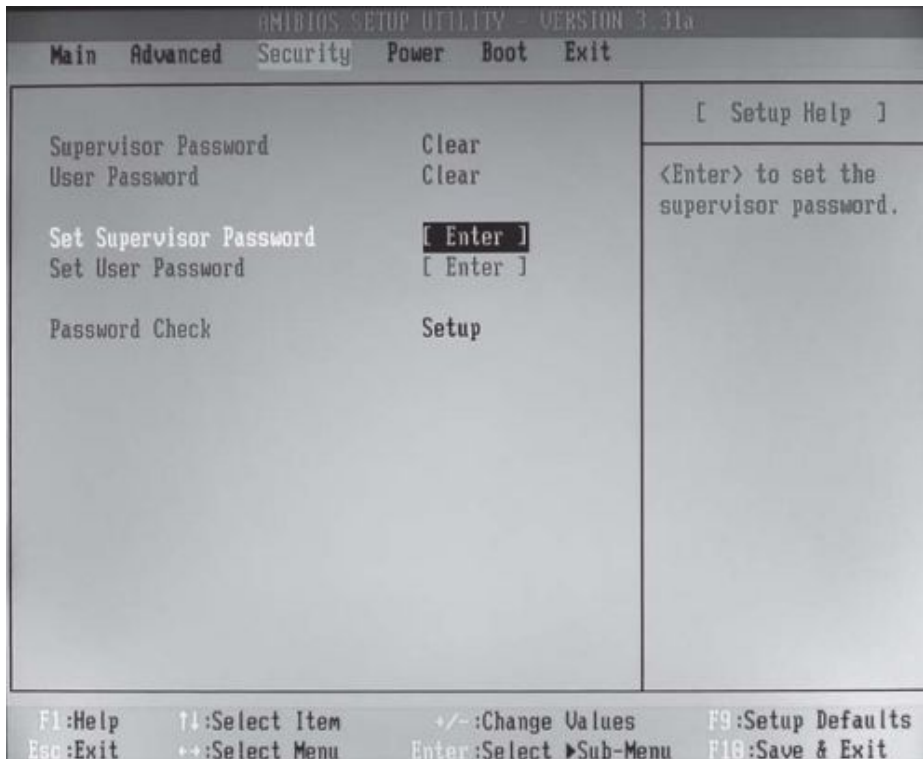 AMIBIOS SETUP UTILITY - VERSION 3.31a
Main Advanced Security Power Boot Exit
Supervisor Password Clear
User Password Clear
Set Supervisor Password [ Enter ]
Set User Password [ Enter ]
Password Check Setup
[ Setup Help ]
<Enter> to set the
supervisor password.
F1 :Help ↑↓ :Select Item +/- :Change Values F9 :Setup Defaults
Esc :Exit ←→ :Select Menu Enter :Select ▶Sub-Menu F10 :Save & Exit